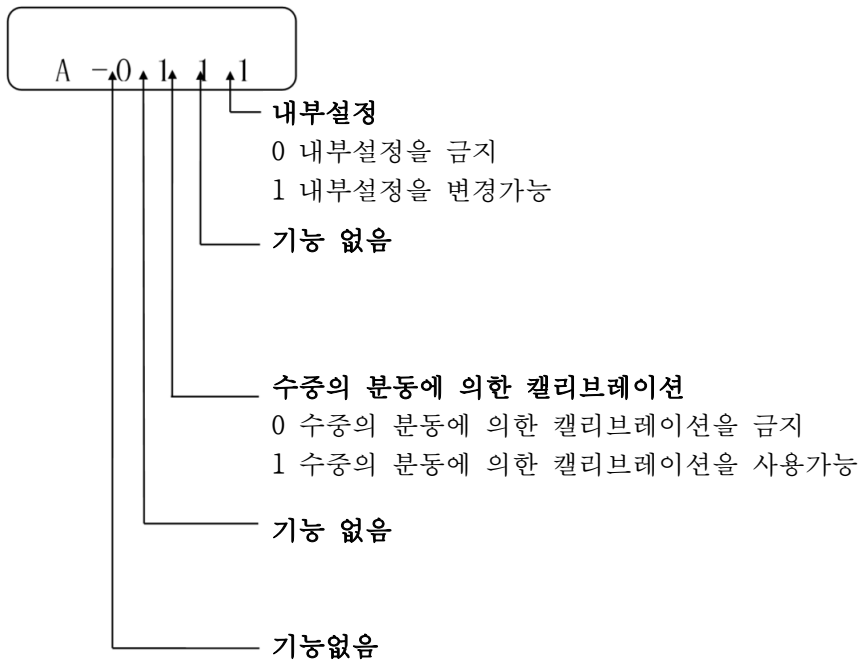 A -0 1 1 1
내부설정
0 내부설정을 금지
1 내부설정을 변경가능
기능 없음
수중의 분동에 의한 캘리브레이션
0 수중의 분동에 의한 캘리브레이션을 금지
1 수중의 분동에 의한 캘리브레이션을 사용가능
기능 없음
기능없음